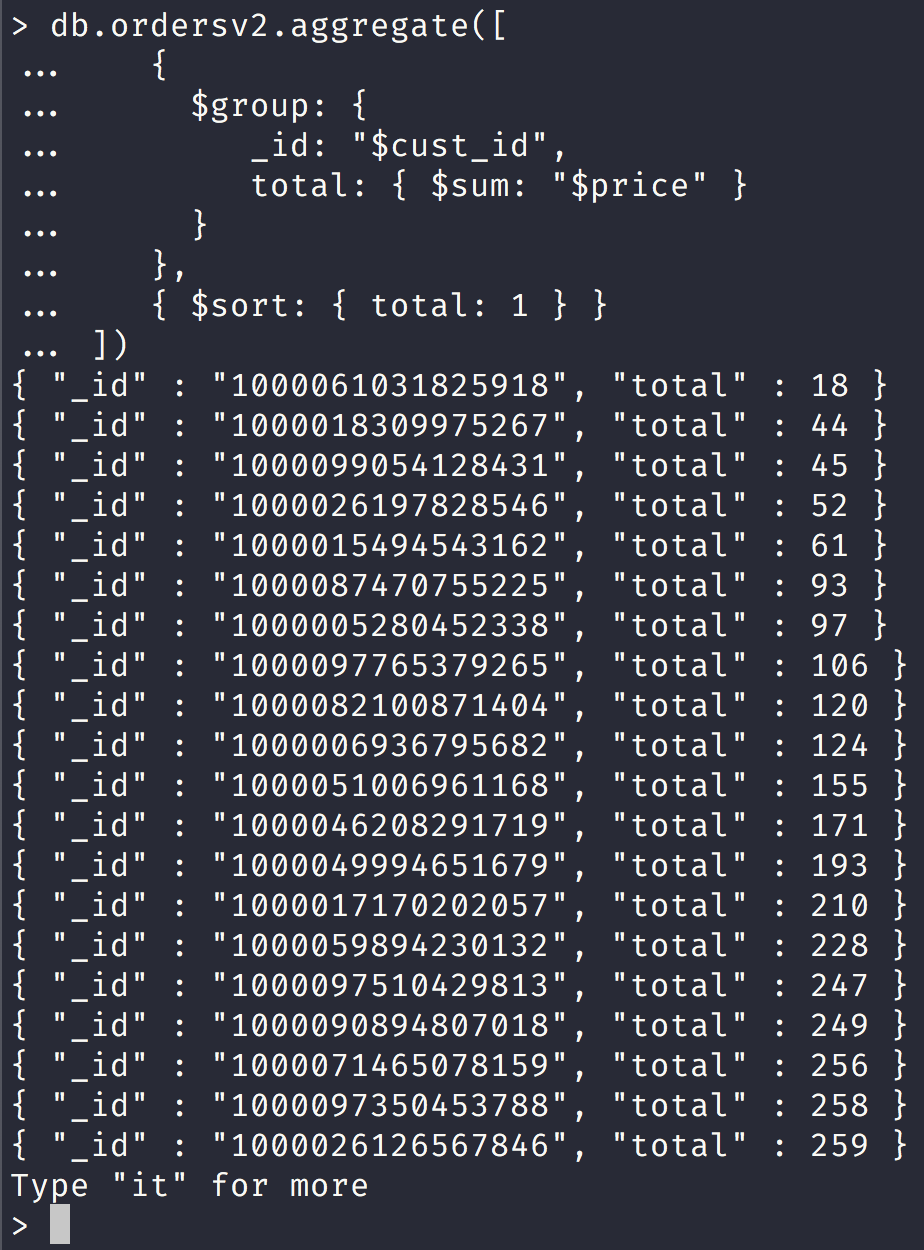 > db.ordersv2.aggregate([
...     {
...       $group: {
...          _id: "$cust_id",
...          total: { $sum: "$price" }
...       }
...     },
...     { $sort: { total: 1 } }
... ])
{ "_id" : "1000061031825918", "total" : 18 }
{ "_id" : "1000018309975267", "total" : 44 }
{ "_id" : "1000099054128431", "total" : 45 }
{ "_id" : "1000026197828546", "total" : 52 }
{ "_id" : "1000015494543162", "total" : 61 }
{ "_id" : "1000087470755225", "total" : 93 }
{ "_id" : "1000005280452338", "total" : 97 }
{ "_id" : "1000097765379265", "total" : 106 }
{ "_id" : "1000082100871404", "total" : 120 }
{ "_id" : "1000006936795682", "total" : 124 }
{ "_id" : "1000051006961168", "total" : 155 }
{ "_id" : "1000046208291719", "total" : 171 }
{ "_id" : "1000049994651679", "total" : 193 }
{ "_id" : "1000017170202057", "total" : 210 }
{ "_id" : "1000059894230132", "total" : 228 }
{ "_id" : "1000097510429813", "total" : 247 }
{ "_id" : "1000090894807018", "total" : 249 }
{ "_id" : "1000071465078159", "total" : 256 }
{ "_id" : "1000097350453788", "total" : 258 }
{ "_id" : "1000026126567846", "total" : 259 }
Type "it" for more
>